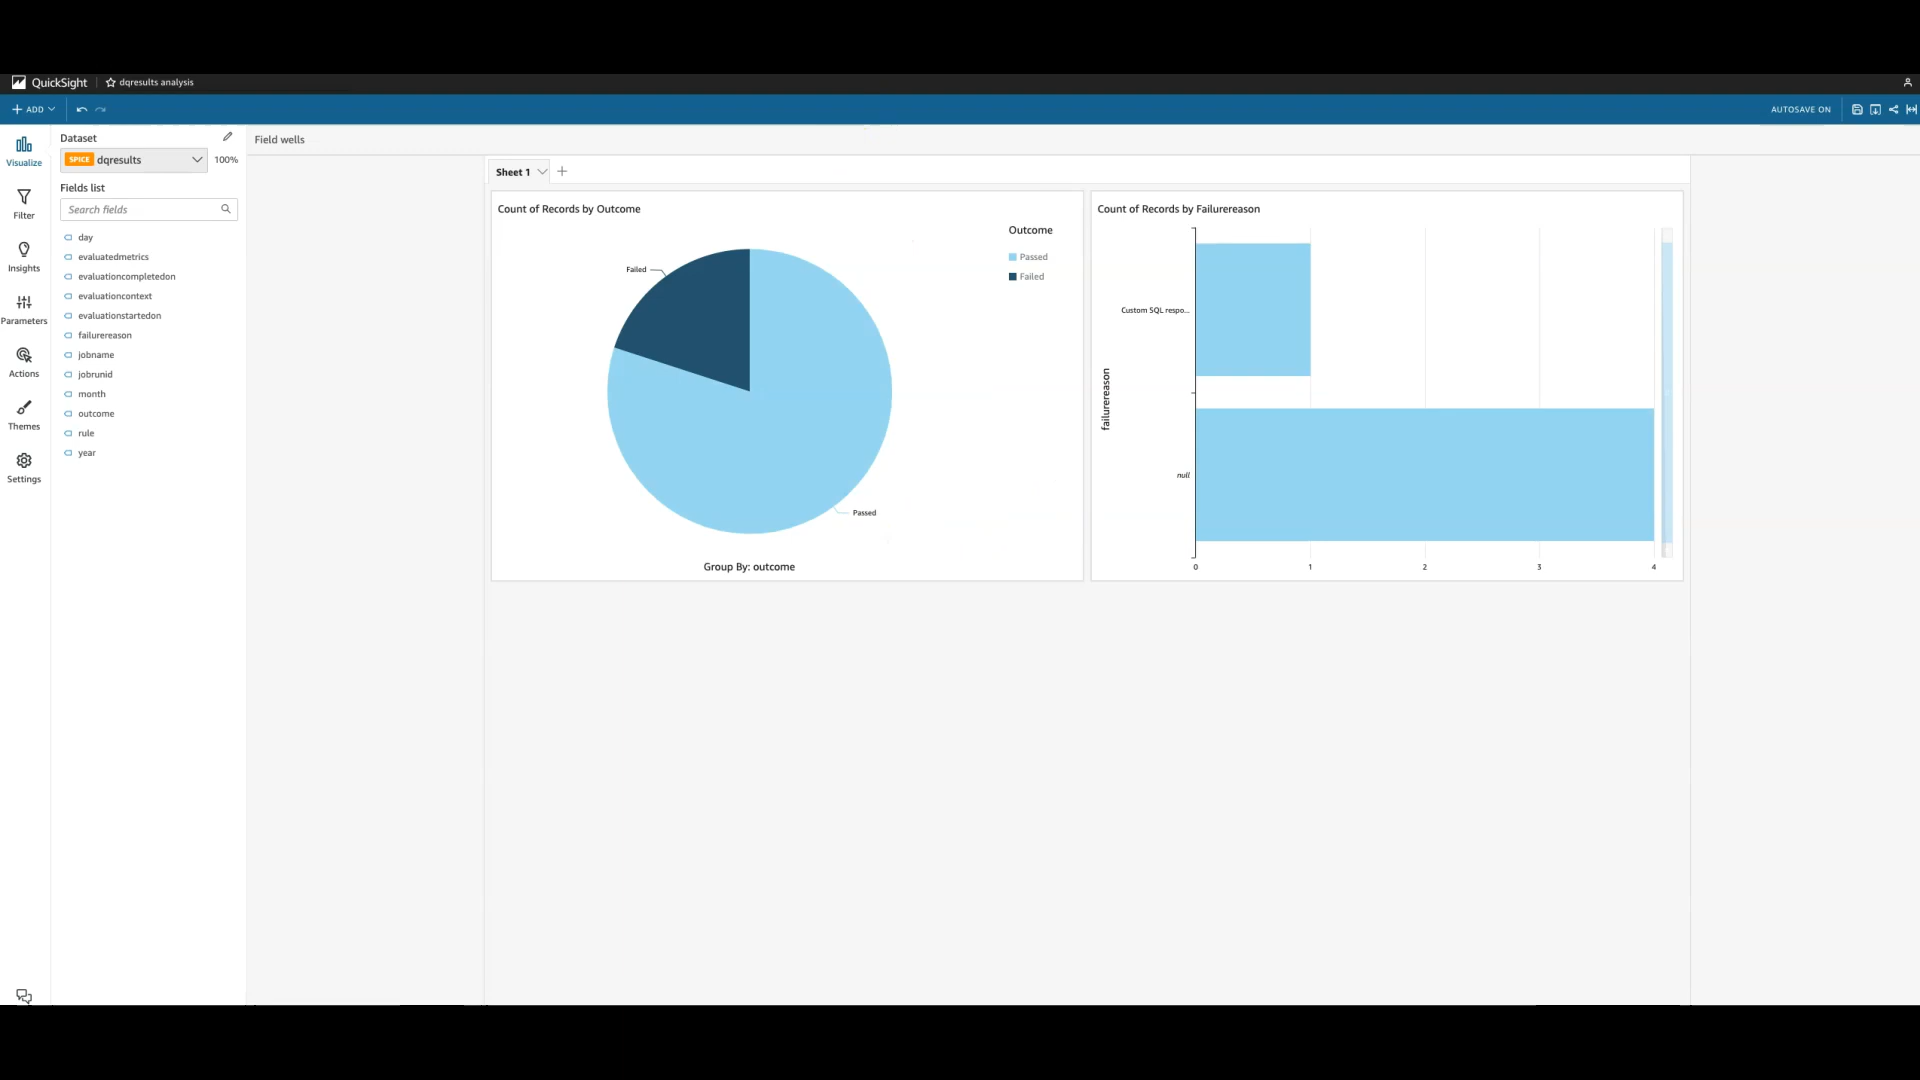 QuickSight dqresults analysis
ADD
AUTOSAVE ON
Visualize
Filter
Insights
Parameters
Actions
Themes
Settings
Dataset
SPICE dqresults 100%
Fields list
Search fields
day
evaluatedmetrics
evaluationcompletedon
evaluationcontext
evaluationstartedon
failurereason
jobname
jobrunid
month
outcome
rule
year
Field wells
Sheet 1
Count of Records by Outcome
Outcome
Passed
Failed
Failed
Passed
Group By: outcome
Count of Records by Failurereason
failurereason
Custom SQL respo...
null
0 1 2 3 4